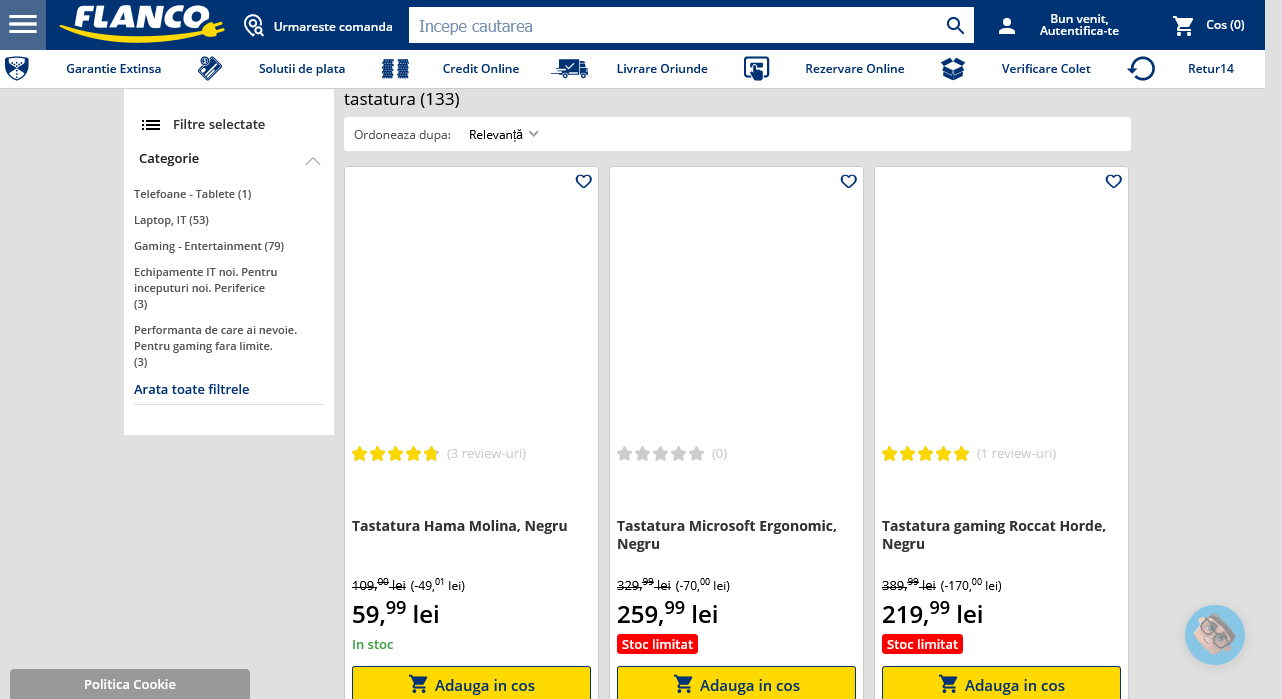 FLANCO
Urmareste comanda
Incepe cautarea
Bun venit,
Autentifica-te
Cos (0)
Garantie Extinsa
Solutii de plata
Credit Online
Livrare Oriunde
Rezervare Online
Verificare Colet
Retur14
Filtre selectate
Categorie
Telefoane - Tablete (1)
Laptop, IT (53)
Gaming - Entertainment (79)
Echipamente IT noi. Pentru
inceputuri noi. Periferice
(3)
Performanta de care ai nevoie.
Pentru gaming fara limite.
(3)
Arata toate filtrele
tastatura (133)
Ordoneaza dupa: Relevanță
(3 review-uri)
Tastatura Hama Molina, Negru
109,00 lei (-49,01 lei)
59,99 lei
In stoc
Adauga in cos
(0)
Tastatura Microsoft Ergonomic,
Negru
329,99 lei (-70,00 lei)
259,99 lei
Stoc limitat
Adauga in cos
(1 review-uri)
Tastatura gaming Roccat Horde,
Negru
389,99 lei (-170,00 lei)
219,99 lei
Stoc limitat
Adauga in cos
Politica Cookie